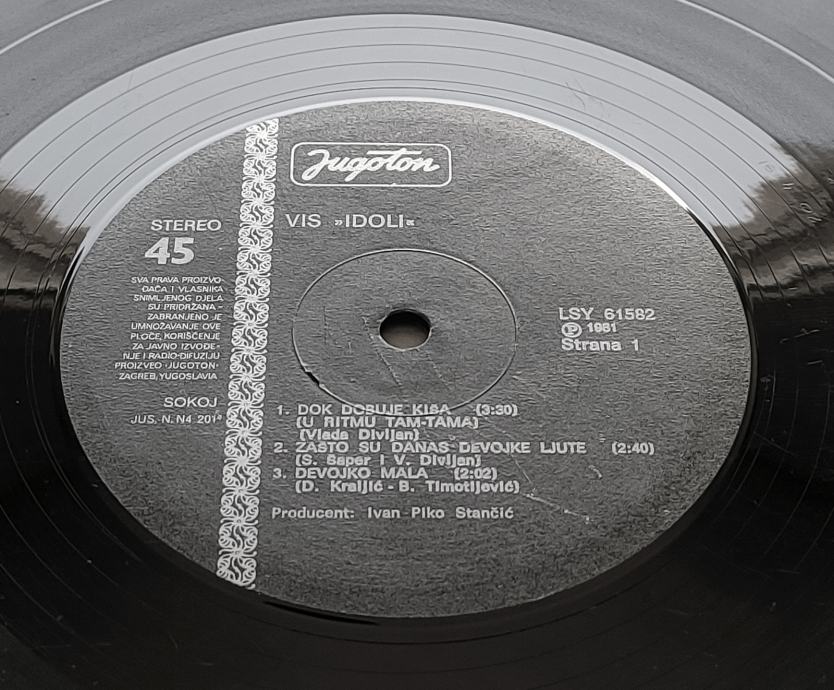 Jugoton
VIS »IDOLI«
STEREO
45
SVA PRAVA PROIZVO-
ĐAČA I VLASNIKA
SNIMLJENOG DJELA
SU PRIDRŽANA -
ZABRANJENO JE
UMNOŽAVANJE OVE
PLOČE, KORIŠĆENJE
ZA JAVNO IZVOĐE-
NJE I RADIO-DIFUZIJU
PROIZVEO »JUGOTON«
ZAGREB, YUGOSLAVIA
SOKOJ
JUS. N. N4. 201
LSY 61582
Ⓟ 1981
Strana 1
1. DOK DOBUJE KIŠA (3:30)
(U RITMU TAM-TAMA)
(Vlada Divljan)
2. ZAŠTO SU DANAS DEVOJKE LJUTE (2:40)
(S. Šaper i V. Divljan)
3. DEVOJKO MALA (2:02)
(D. Kraljić - B. Timotijević)
Producent: Ivan Piko Stančić